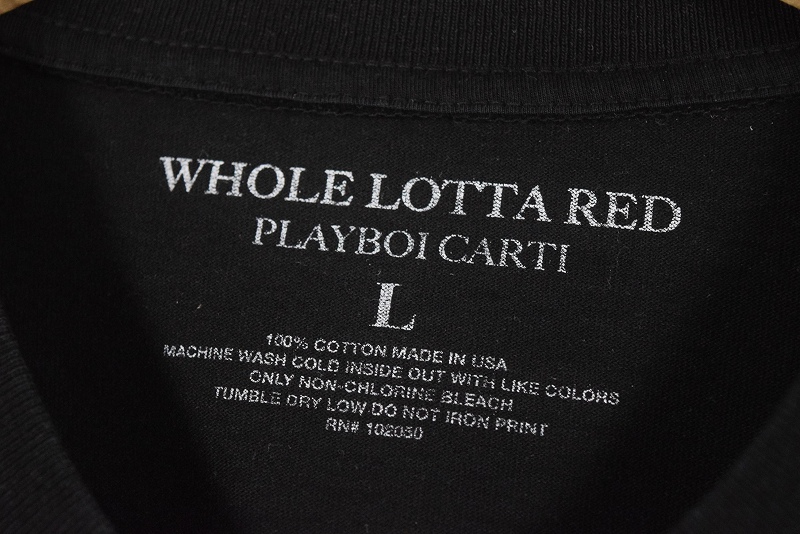 WHOLE LOTTA RED
PLAYBOI CARTI
L
100% COTTON MADE IN USA
MACHINE WASH COLD INSIDE OUT WITH LIKE COLORS
ONLY NON-CHLORINE BLEACH
TUMBLE DRY LOW.DO NOT IRON PRINT
RN# 102050